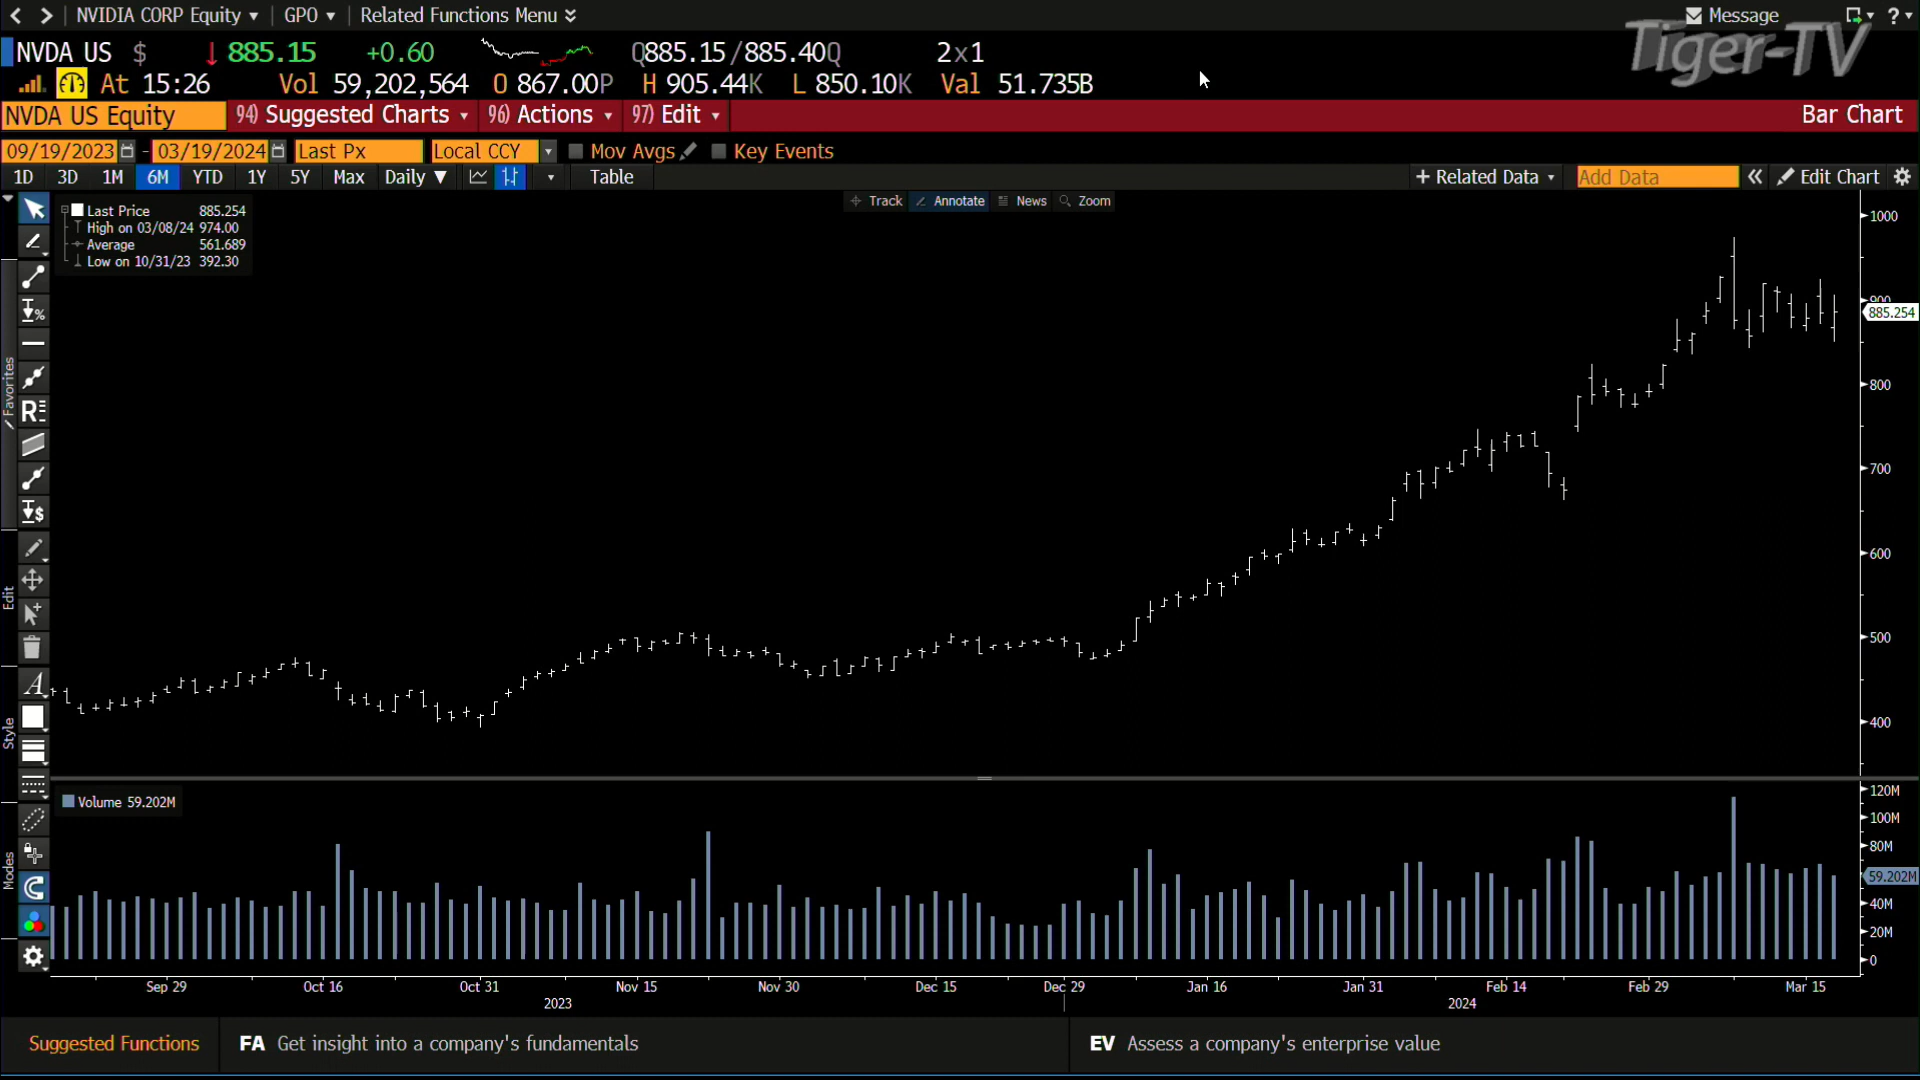 NVIDIA CORP Equity GPO Related Functions Menu Message ?
NVDA US $ 885.15 +0.60 Q885.15/885.40Q 2x1
At 15:26 Vol 59,202,564 O 867.00P H 905.44K L 850.10K Val 51.735B
Tiger-TV
NVDA US Equity 94) Suggested Charts 96) Actions 97) Edit Bar Chart
09/19/2023 - 03/19/2024 Last Px Local CCY Mov Avgs Key Events
1D 3D 1M 6M YTD 1Y 5Y Max Daily ▼ Table + Related Data Add Data « Edit Chart
Track Annotate News Zoom
Last Price 885.254
High on 03/08/24 974.00
Average 561.689
Low on 10/31/23 392.30
1000
900
885.254
800
700
600
500
400
Favorites
Edit
Style
Modes
% 
R
$
A
Volume 59.202M
120M
100M
80M
59.202M
40M
20M
0
Sep 29 Oct 16 Oct 31 Nov 15 Nov 30 Dec 15 Dec 29 Jan 16 Jan 31 Feb 14 Feb 29 Mar 15
2023 2024
Suggested Functions FA Get insight into a company's fundamentals EV Assess a company's enterprise value